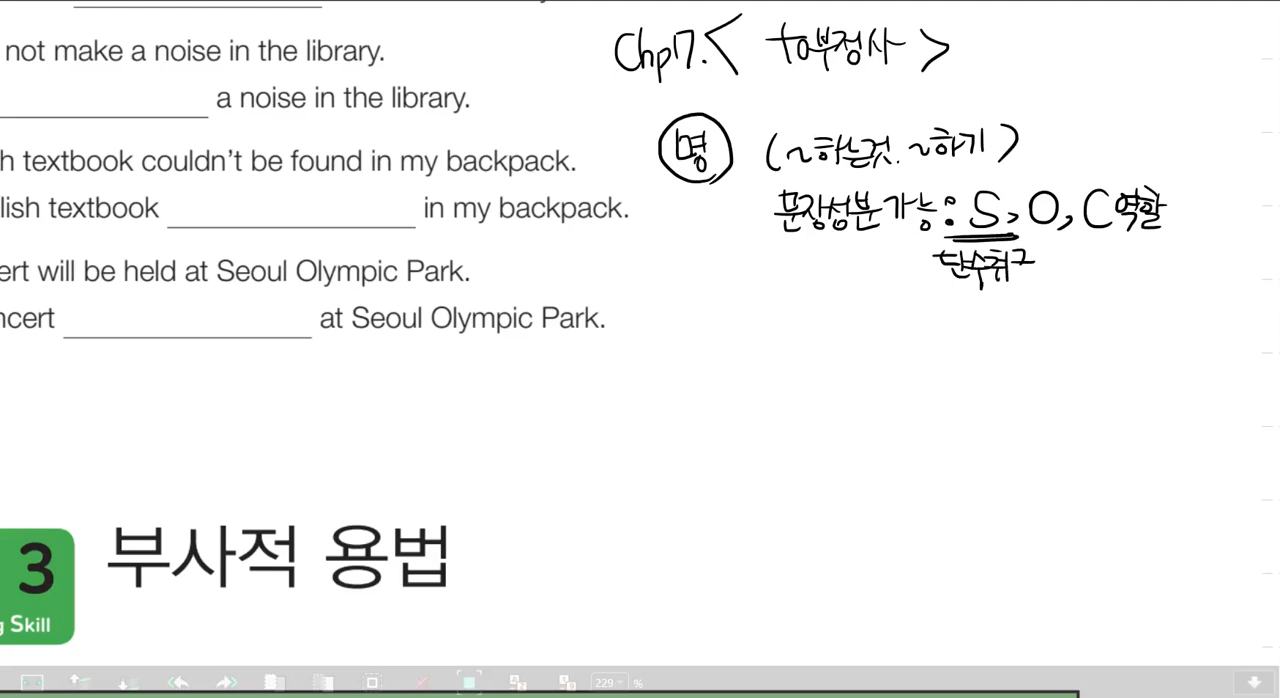 not make a noise in the library.
a noise in the library.
h textbook couldn't be found in my backpack.
lish textbook in my backpack.
ert will be held at Seoul Olympic Park.
ncert at Seoul Olympic Park.
Chp17. < to부정사 >
명 (~하는것. ~하기)
문장성분가능: S, O, C 역할
단수취급
3 부사적 용법
g Skill
229 %